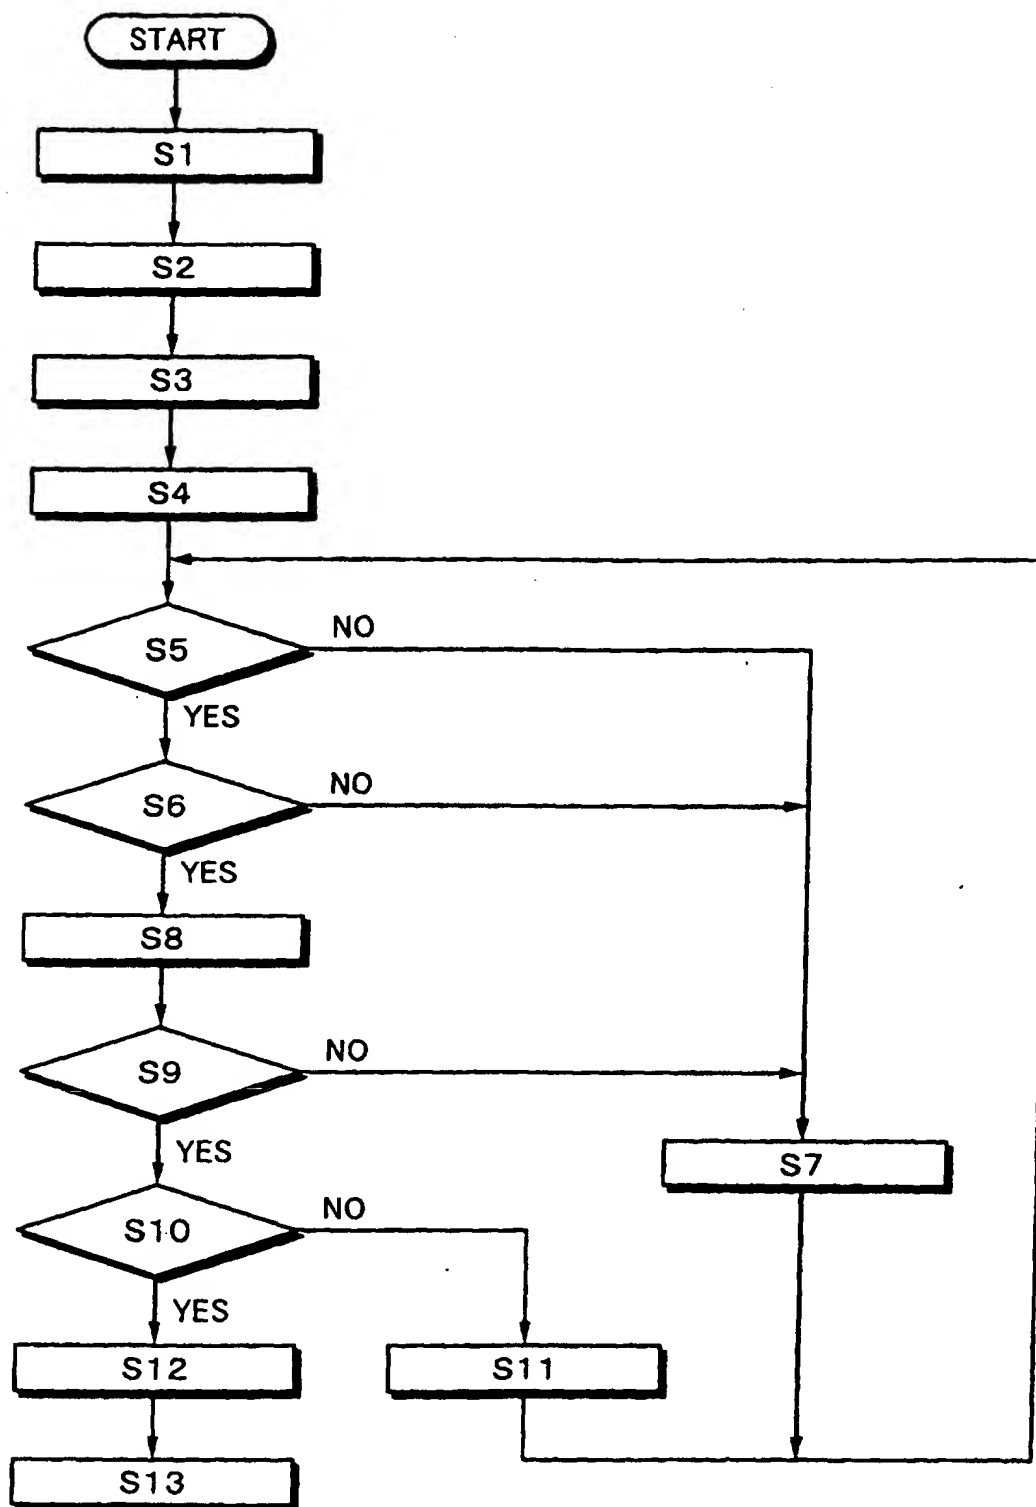 START
S1
S2
S3
S4
S5
NO
YES
S6
NO
YES
S8
S9
NO
YES
S7
S10
NO
YES
S12
S11
S13